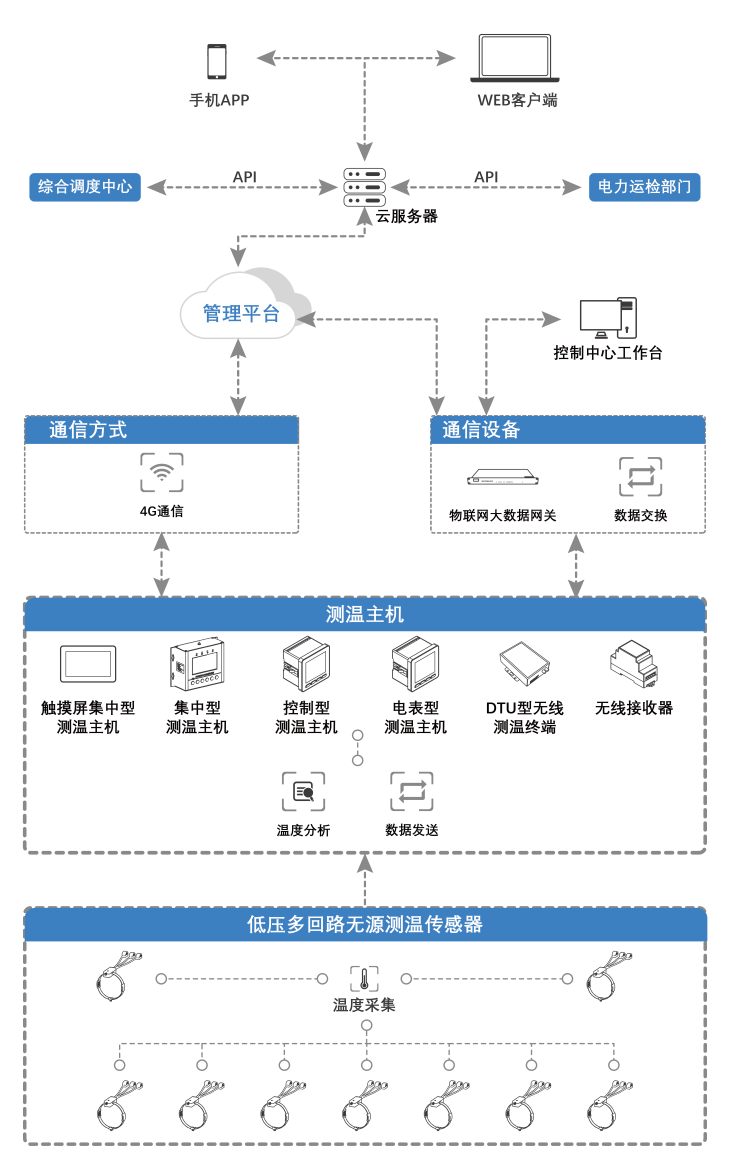 手机APP
WEB客户端
综合调度中心
API
API
电力运检部门
云服务器
管理平台
控制中心工作台
通信方式
4G通信
通信设备
物联网大数据网关
数据交换
测温主机
触摸屏集中型
测温主机
集中型
测温主机
控制型
测温主机
电表型
测温主机
DTU型无线
测温终端
无线接收器
温度分析
数据发送
低压多回路无源测温传感器
温度采集